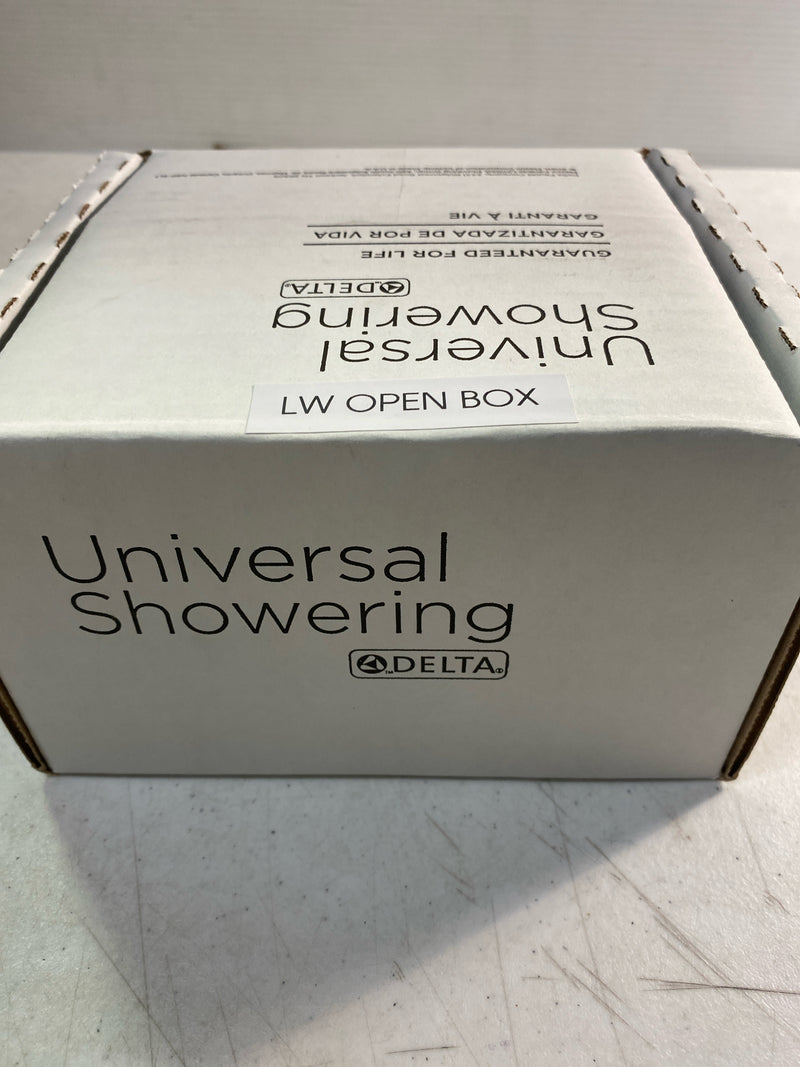 GUARANTEED FOR LIFE
GARANTIZADA DE POR VIDA
GARANTI À VIE
Universal
Showering
DELTA®
LW OPEN BOX
Universal
Showering
DELTA®